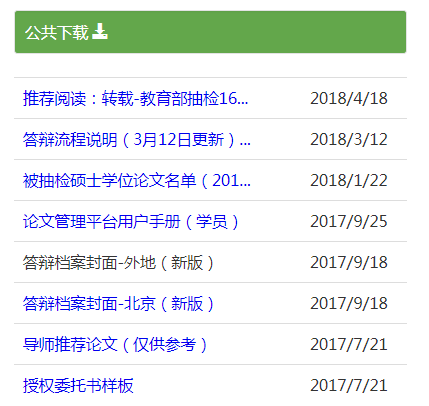 公共下载
推荐阅读：转载-教育部抽检16... 2018/4/18
答辩流程说明（3月12日更新）... 2018/3/12
被抽检硕士学位论文名单（201... 2018/1/22
论文管理平台用户手册（学员） 2017/9/25
答辩档案封面-外地（新版） 2017/9/18
答辩档案封面-北京（新版） 2017/9/18
导师推荐论文（仅供参考） 2017/7/21
授权委托书样板 2017/7/21